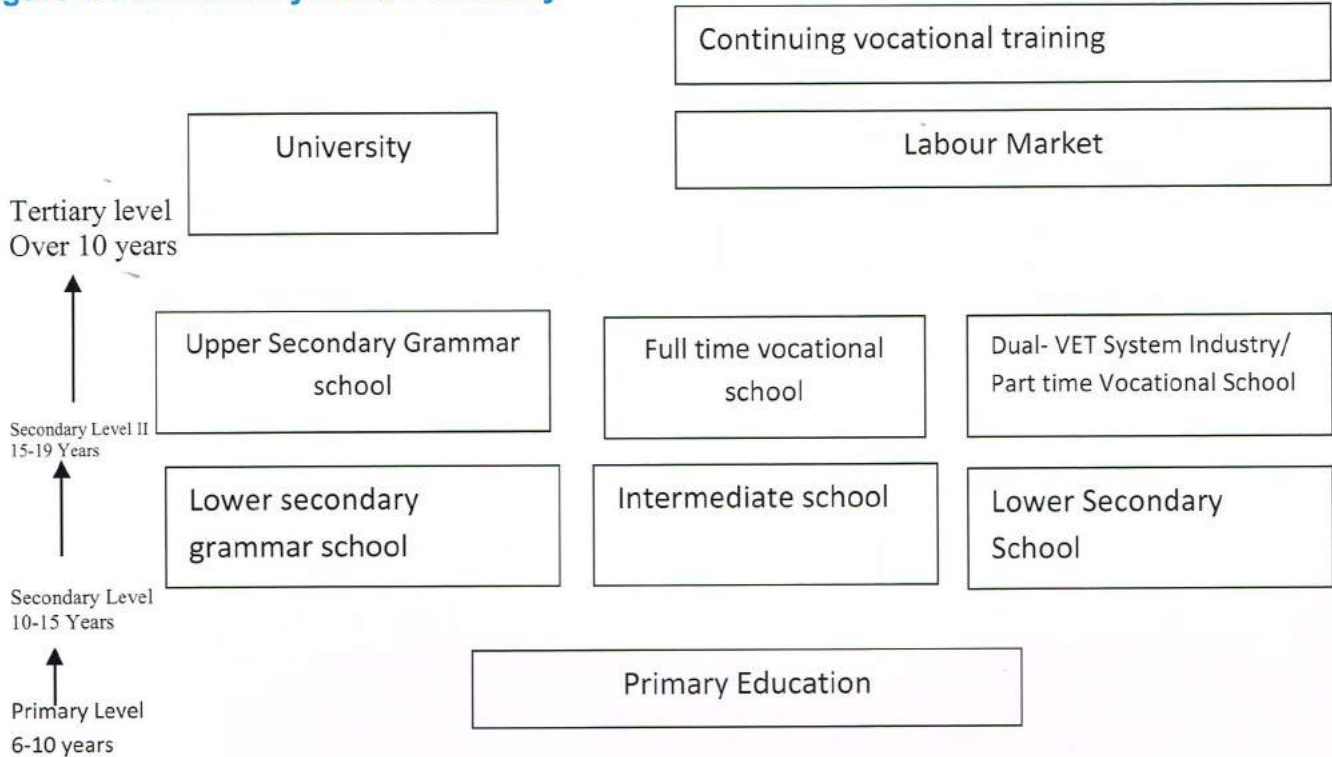 Continuing vocational training
University
Labour Market
Tertiary level
Over 10 years
Upper Secondary Grammar
school
Full time vocational
school
Dual- VET System Industry/
Part time Vocational School
Secondary Level II
15-19 Years
Lower secondary
grammar school
Intermediate school
Lower Secondary
School
Secondary Level
10-15 Years
Primary Education
Primary Level
6-10 years